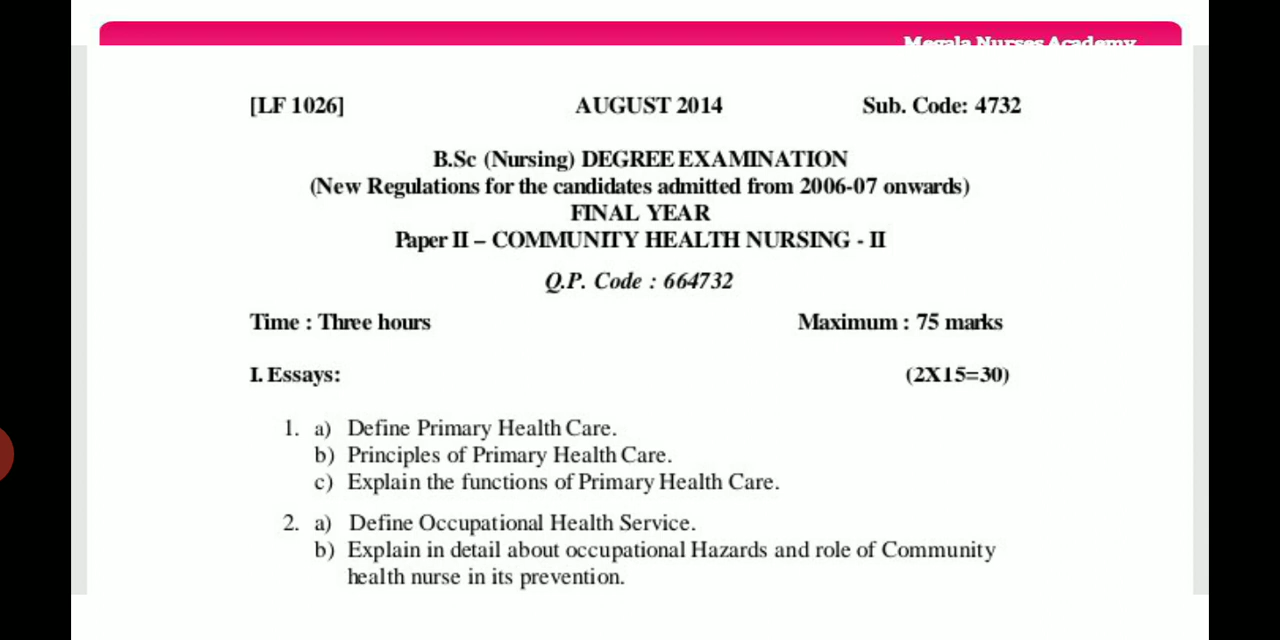 Megala Nurses Academy
[LF 1026] AUGUST 2014 Sub. Code: 4732
B.Sc (Nursing) DEGREE EXAMINATION
(New Regulations for the candidates admitted from 2006-07 onwards)
FINAL YEAR
Paper II – COMMUNITY HEALTH NURSING - II
Q.P. Code : 664732
Time : Three hours Maximum : 75 marks
I. Essays: (2X15=30)
1. a) Define Primary Health Care.
b) Principles of Primary Health Care.
c) Explain the functions of Primary Health Care.
2. a) Define Occupational Health Service.
b) Explain in detail about occupational Hazards and role of Community
health nurse in its prevention.